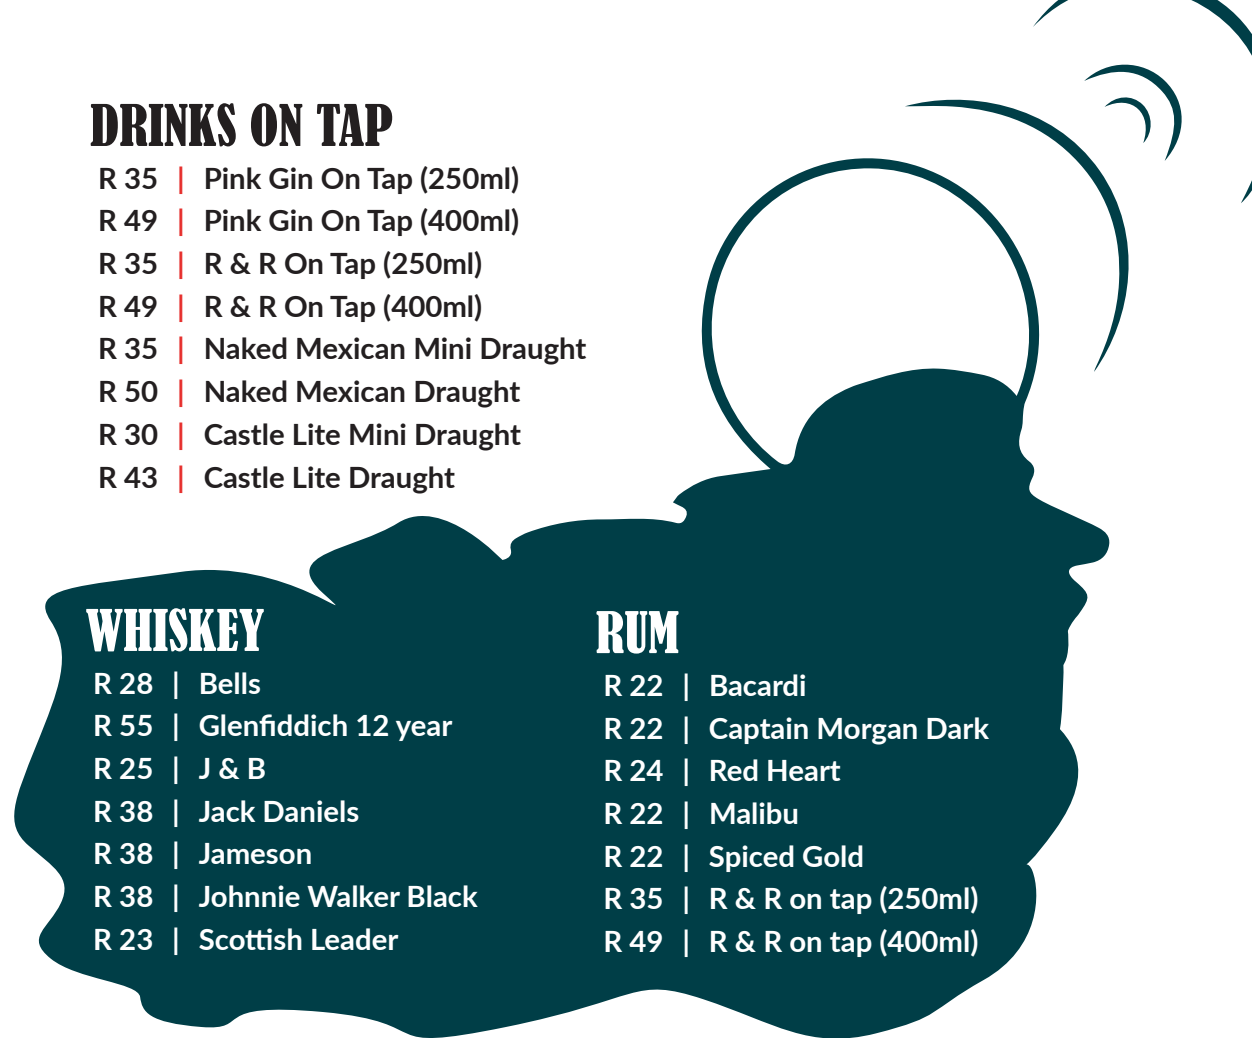 DRINKS ON TAP
R 35 | Pink Gin On Tap (250ml)
R 49 | Pink Gin On Tap (400ml)
R 35 | R & R On Tap (250ml)
R 49 | R & R On Tap (400ml)
R 35 | Naked Mexican Mini Draught
R 50 | Naked Mexican Draught
R 30 | Castle Lite Mini Draught
R 43 | Castle Lite Draught
WHISKEY
R 28 | Bells
R 55 | Glenfiddich 12 year
R 25 | J & B
R 38 | Jack Daniels
R 38 | Jameson
R 38 | Johnnie Walker Black
R 23 | Scottish Leader
RUM
R 22 | Bacardi
R 22 | Captain Morgan Dark
R 24 | Red Heart
R 22 | Malibu
R 22 | Spiced Gold
R 35 | R & R on tap (250ml)
R 49 | R & R on tap (400ml)